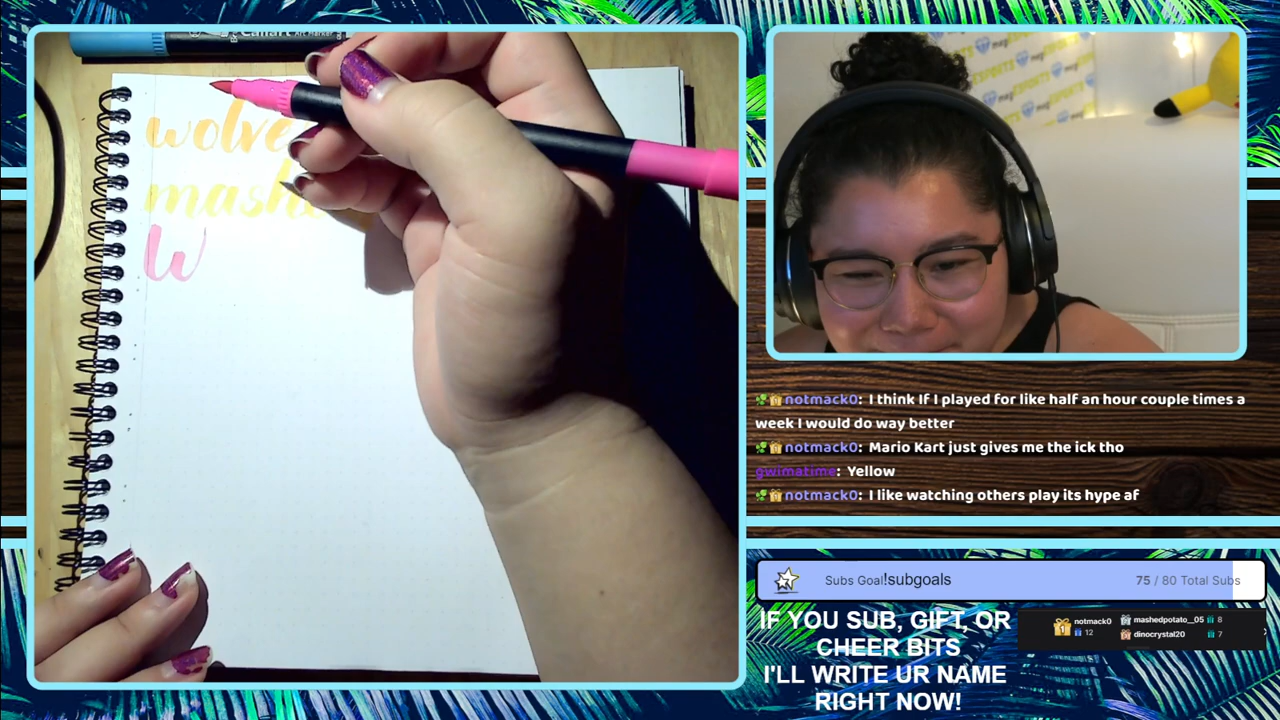 wolve
mash
W
notmack0: I think If I played for like half an hour couple times a
week I would do way better
notmack0: Mario Kart just gives me the ick tho
gwimatime: Yellow
notmack0: I like watching others play its hype af
Subs Goal !subgoals 75 / 80 Total Subs
IF YOU SUB, GIFT, OR
CHEER BITS
I'LL WRITE UR NAME
RIGHT NOW!
notmack0 12
mashedpotato_05 8
dinocrystal20 7